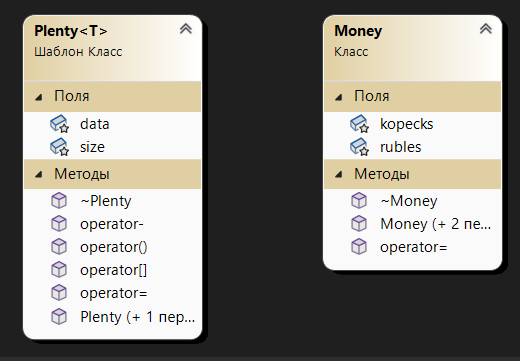 Plenty<T>
Шаблон Класс
Поля
data
size
Методы
~Plenty
operator-
operator()
operator[]
operator=
Plenty (+ 1 пер...
Money
Класс
Поля
kopecks
rubles
Методы
~Money
Money (+ 2 пе...
operator=